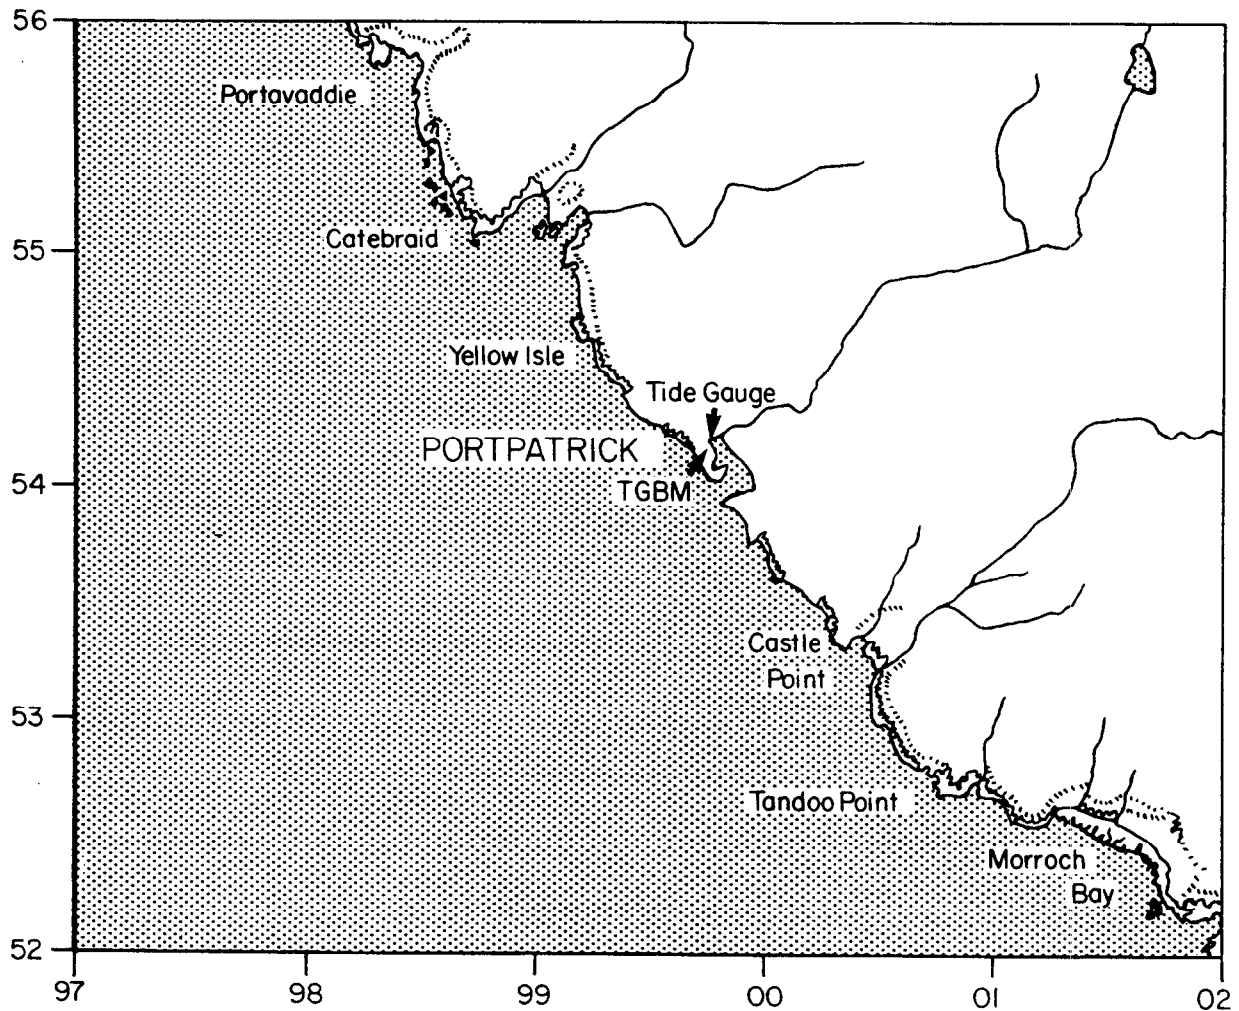 56
Portavaddie
Catebraid
55
Yellow Isle
Tide Gauge
PORTPATRICK
54
TGBM
Castle
Point
53
Tandoo Point
Morroch
Bay
52
97
98
99
00
01
02